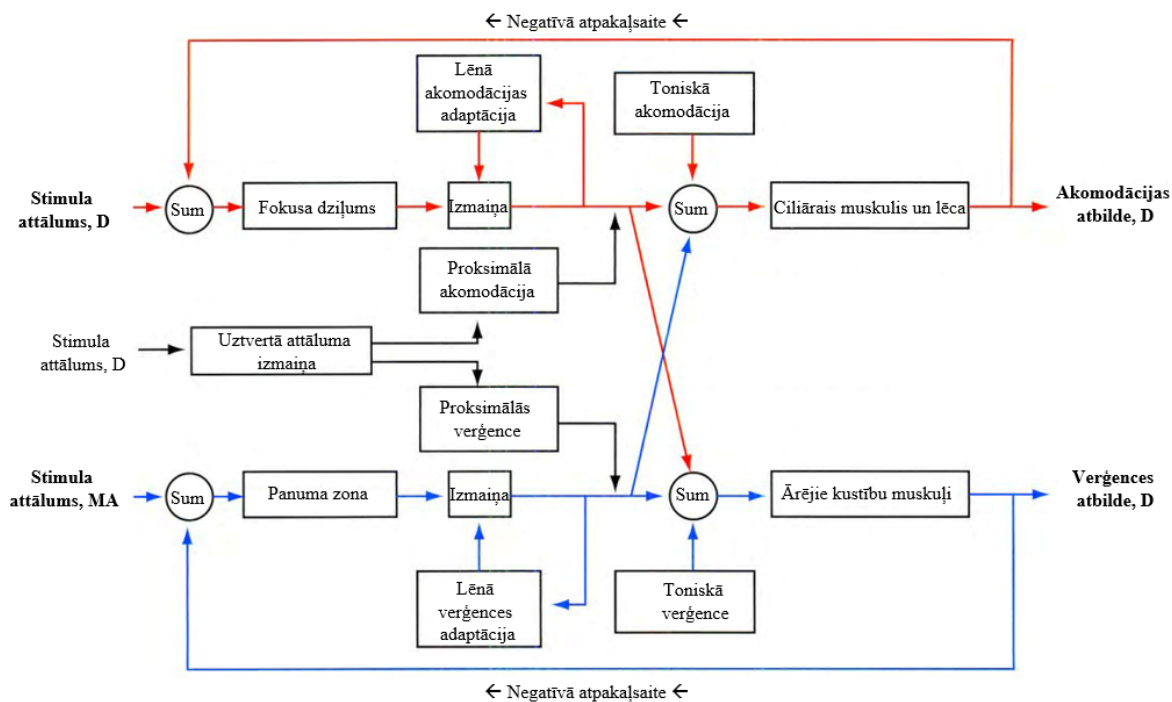 ← Negatīvā atpakaļsaite ←
Lēnā
akomodācijas
adaptācija
Toniskā
akomodācija
Stimula
attālums, D
Sum
Fokusa dziļums
Izmaiņa
Sum
Ciliārais muskulis un lēca
Akomodācijas
atbilde, D
Proksimālā
akomodācija
Stimula
attālums, D
Uztvertā attāluma
izmaiņa
Proksimālās
verģence
Stimula
attālums, MA
Sum
Panuma zona
Izmaiņa
Sum
Ārējie kustību muskuļi
Verģences
atbilde, D
Lēnā
verģences
adaptācija
Toniskā
verģence
← Negatīvā atpakaļsaite ←